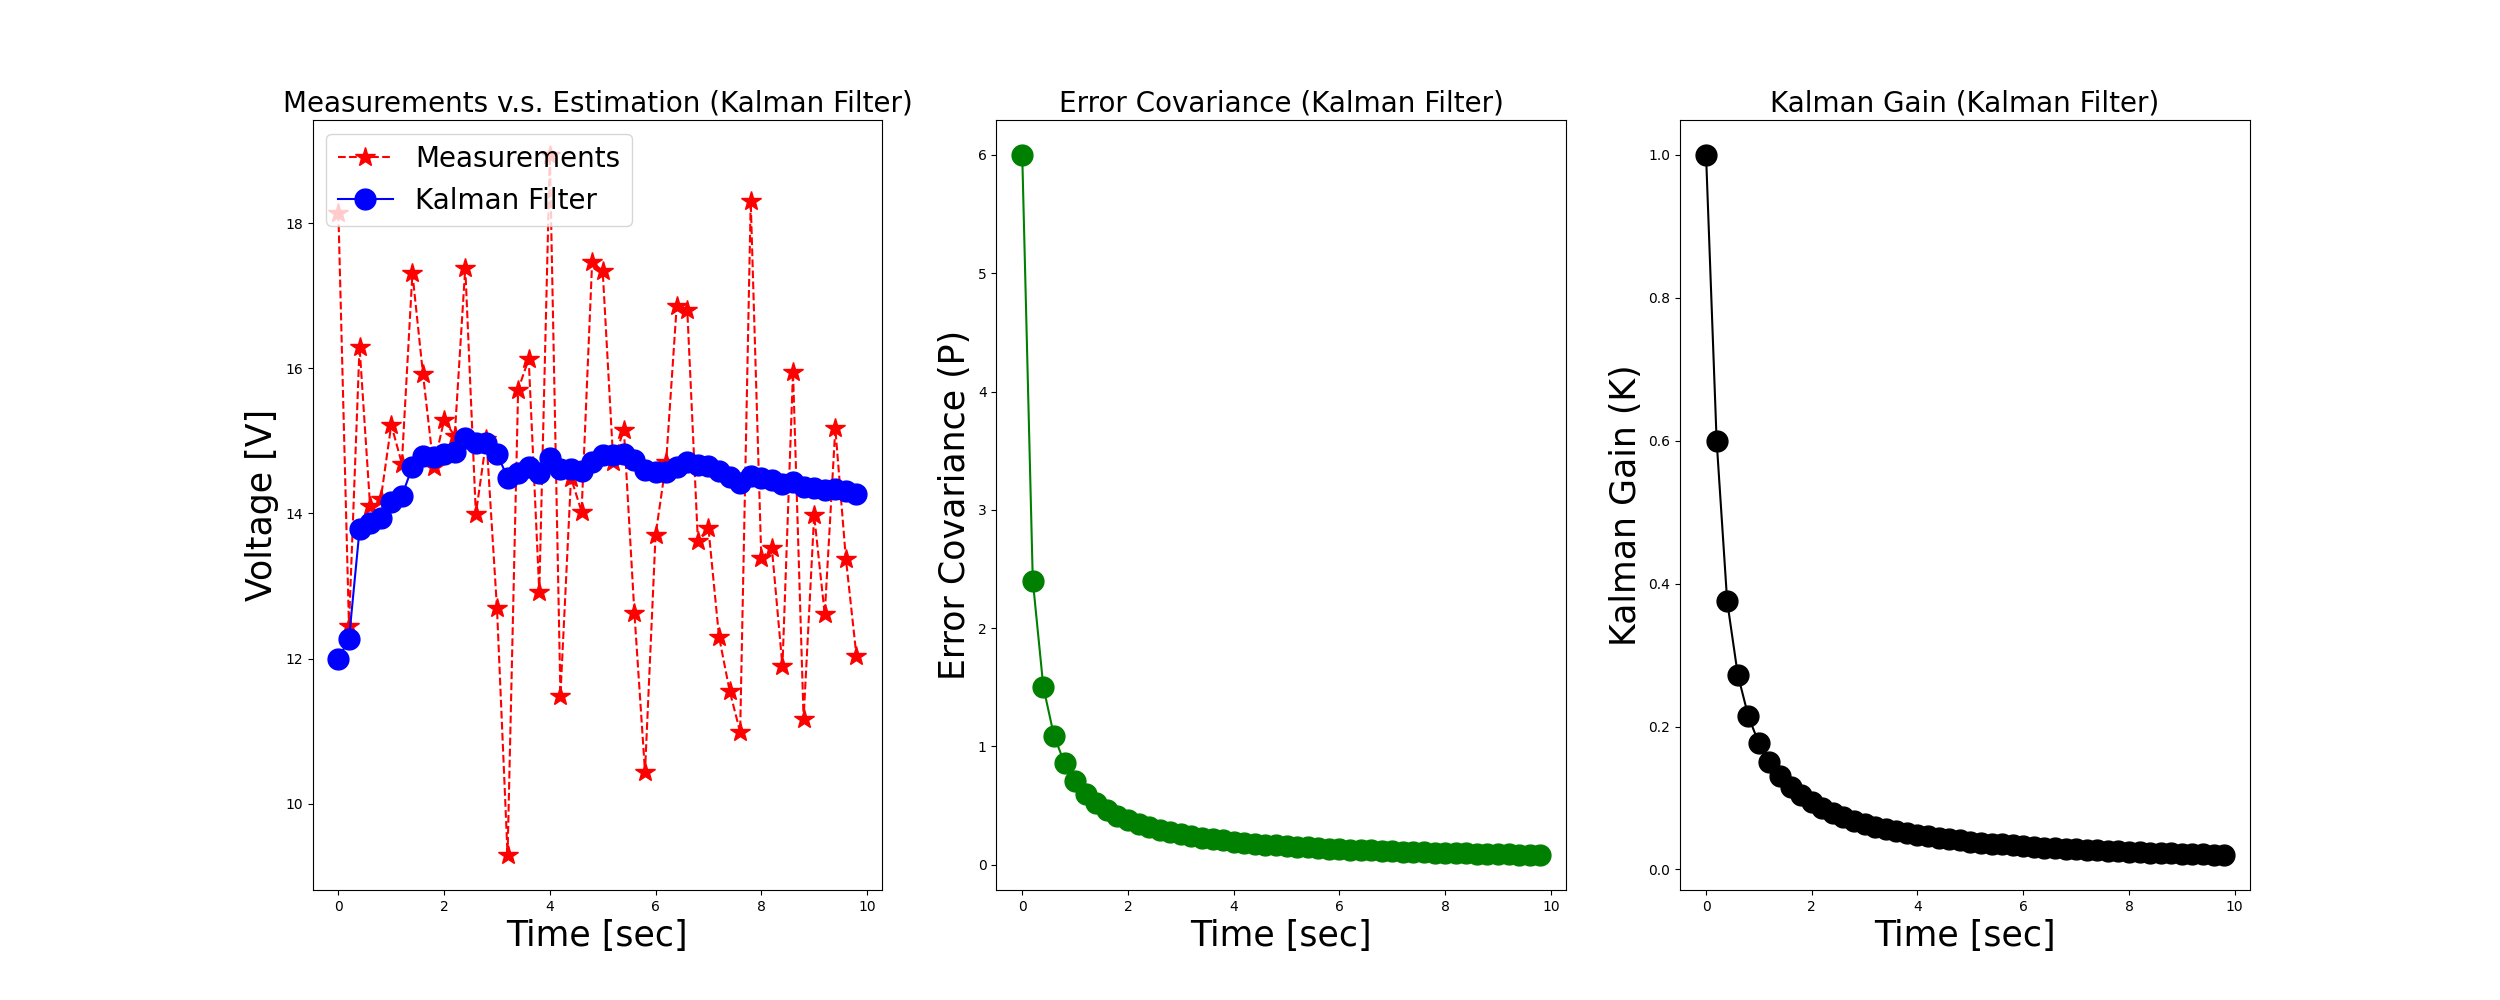 Measurements v.s. Estimation (Kalman Filter)
Measurements
Kalman Filter
Voltage [V]
18
16
14
12
10
0 2 4 6 8 10
Time [sec]
Error Covariance (Kalman Filter)
Error Covariance (P)
6
5
4
3
2
1
0
0 2 4 6 8 10
Time [sec]
Kalman Gain (Kalman Filter)
Kalman Gain (K)
1.0
0.8
0.6
0.4
0.2
0.0
0 2 4 6 8 10
Time [sec]